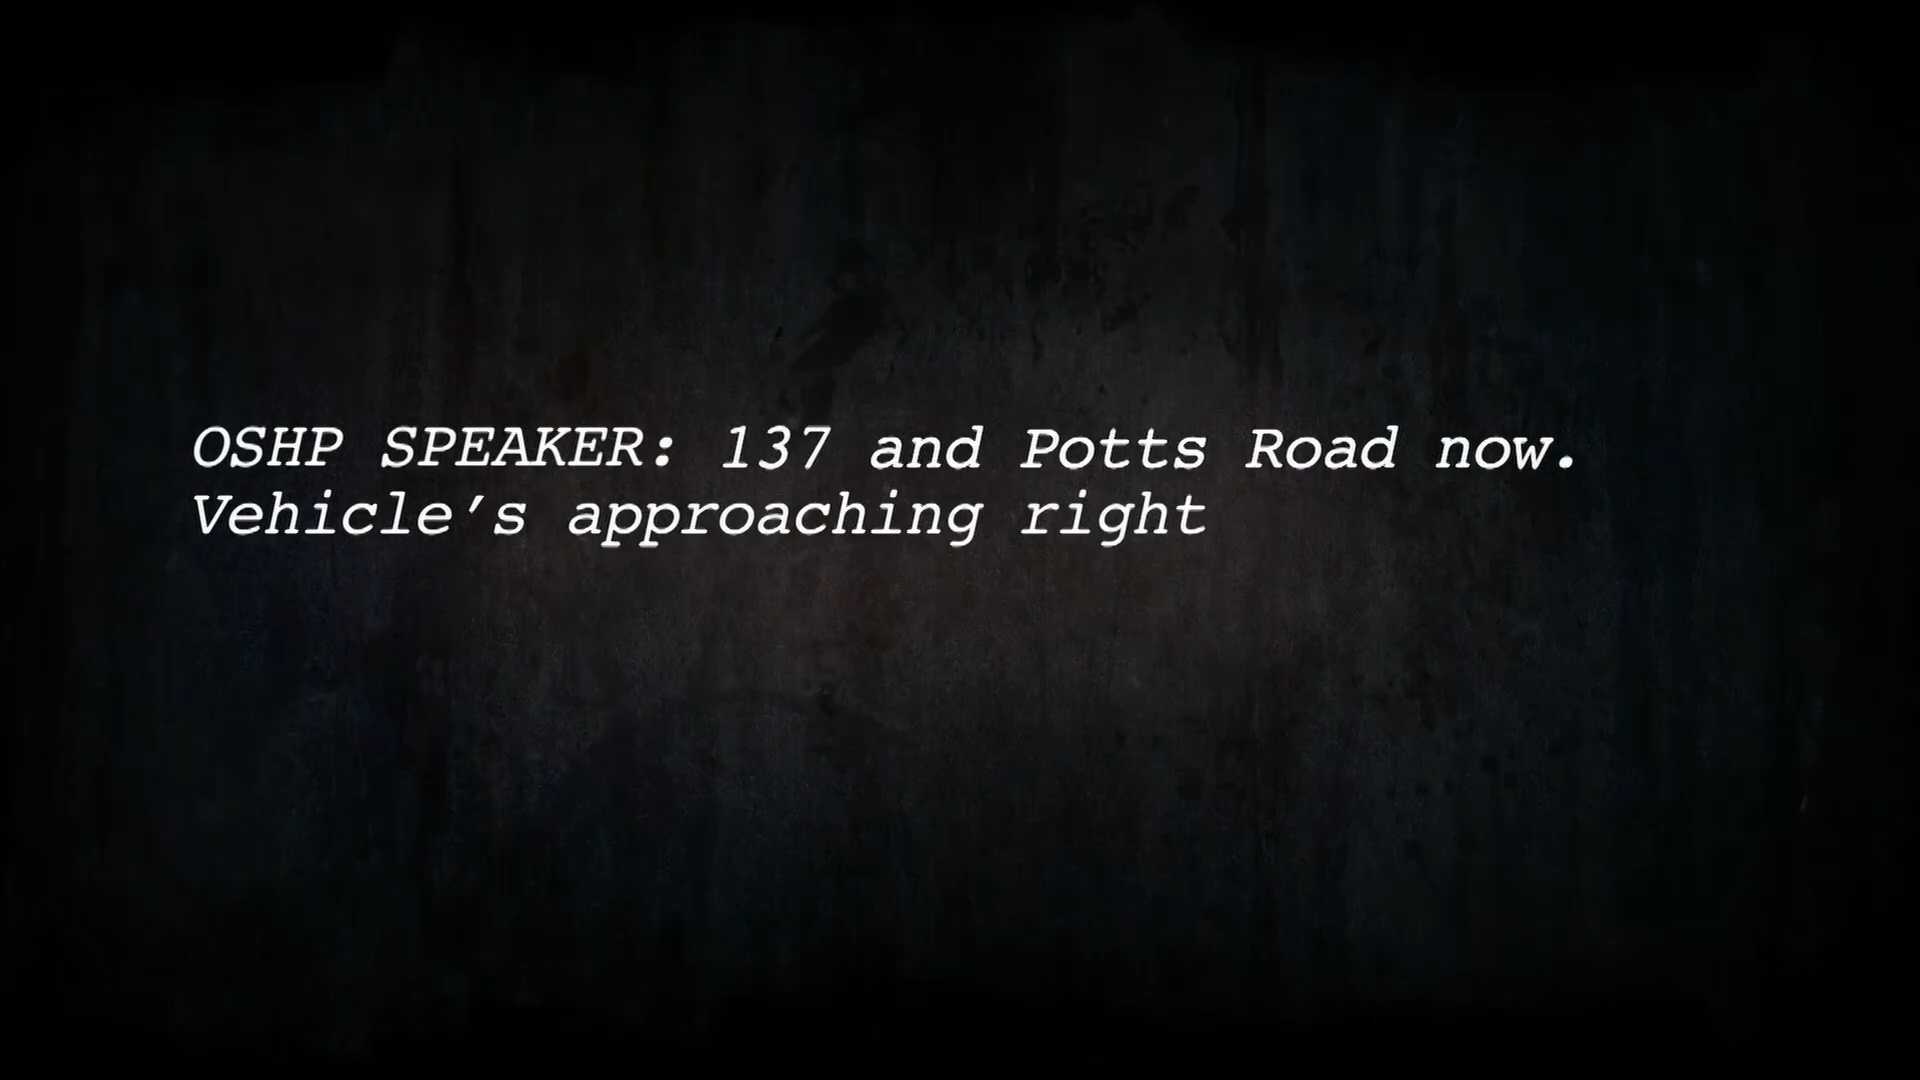 OSHP SPEAKER: 137 and Potts Road now.
Vehicle’s approaching right